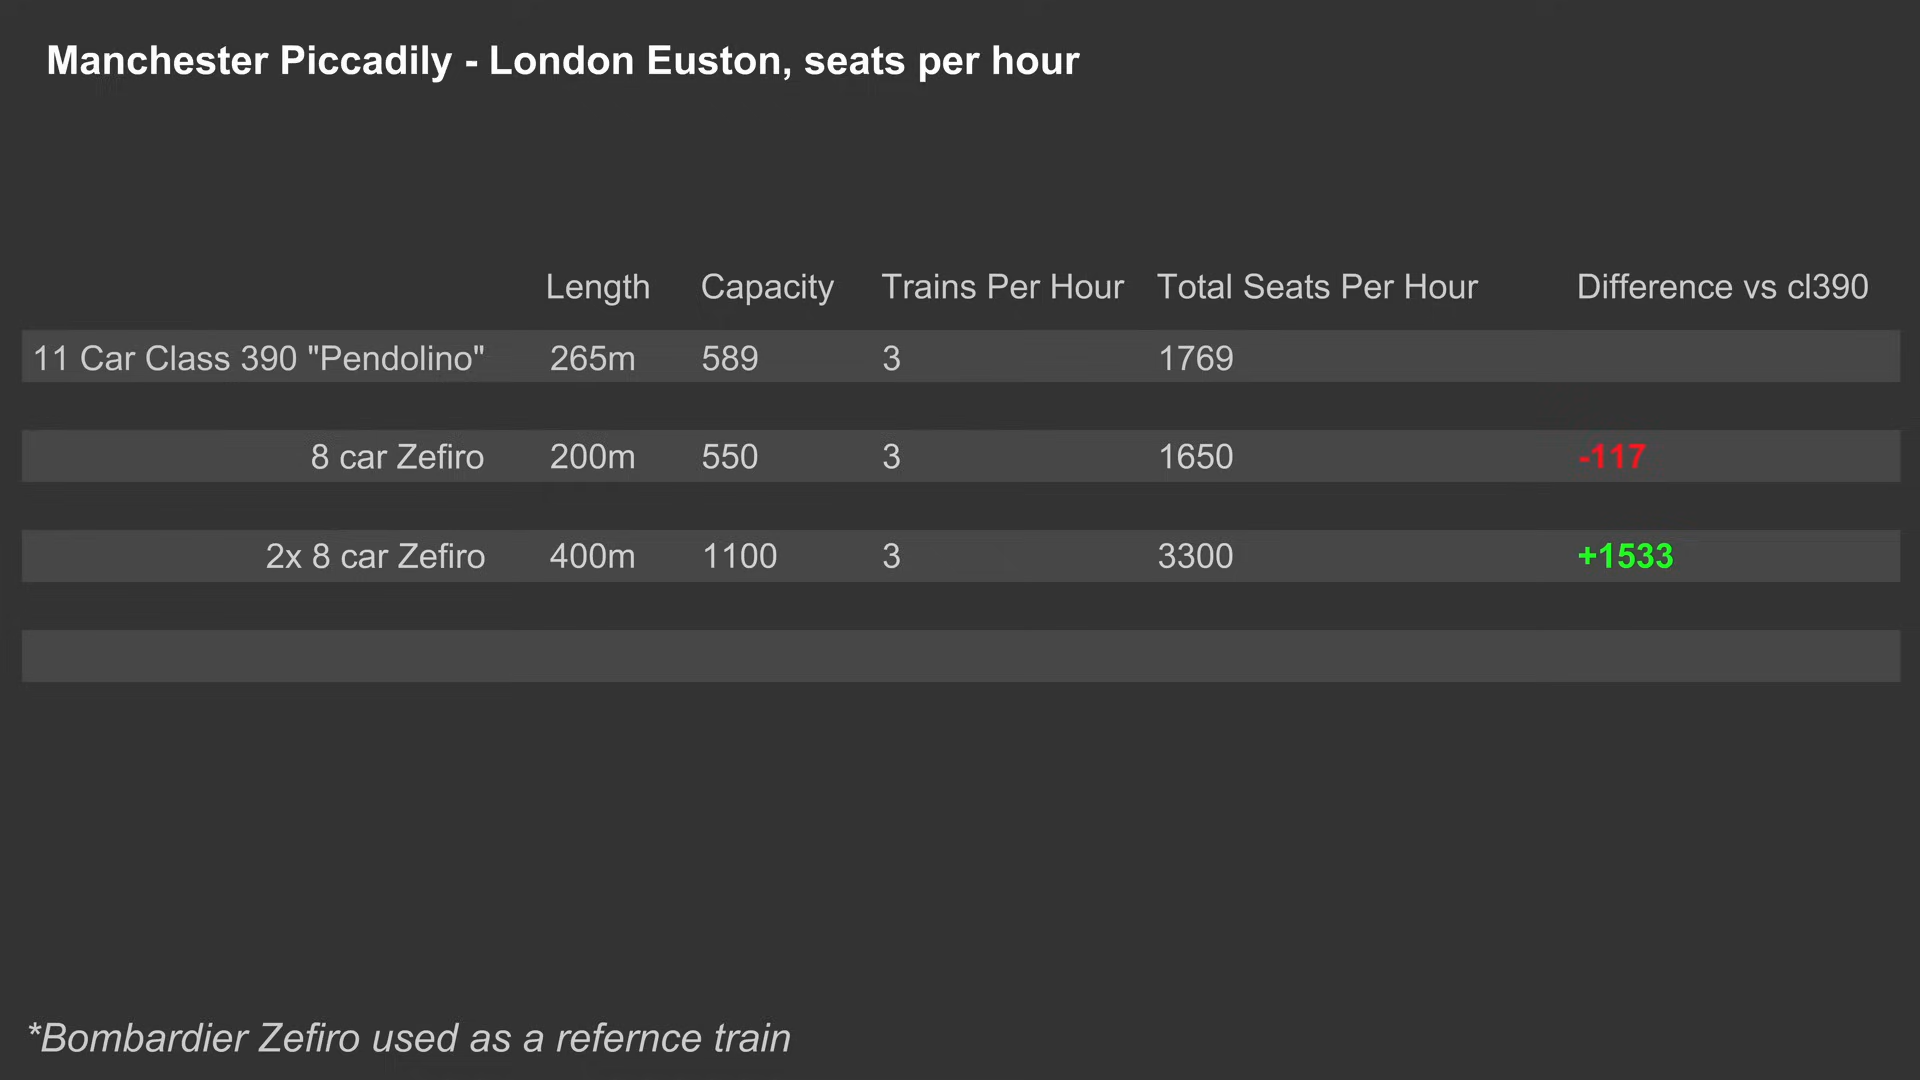 Manchester Piccadily - London Euston, seats per hour
Length Capacity Trains Per Hour Total Seats Per Hour Difference vs cl390
11 Car Class 390 "Pendolino" 265m 589 3 1769
8 car Zefiro 200m 550 3 1650 -117
2x 8 car Zefiro 400m 1100 3 3300 +1533
*Bombardier Zefiro used as a refernce train